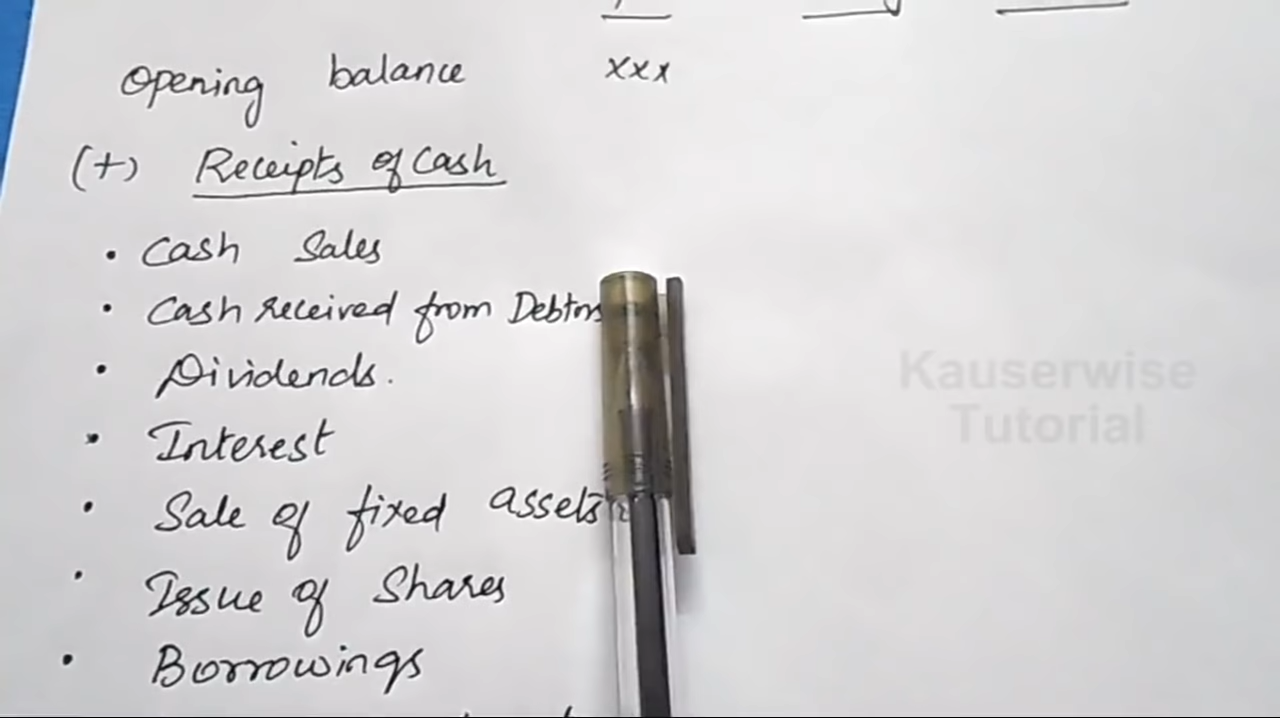 Opening balance xxx
(+) Receipts of Cash
• Cash Sales
• Cash received from Debtors
• Dividends.
• Interest
• Sale of fixed assets
• Issue of Shares
• Borrowings
Kauserwise
Tutorial